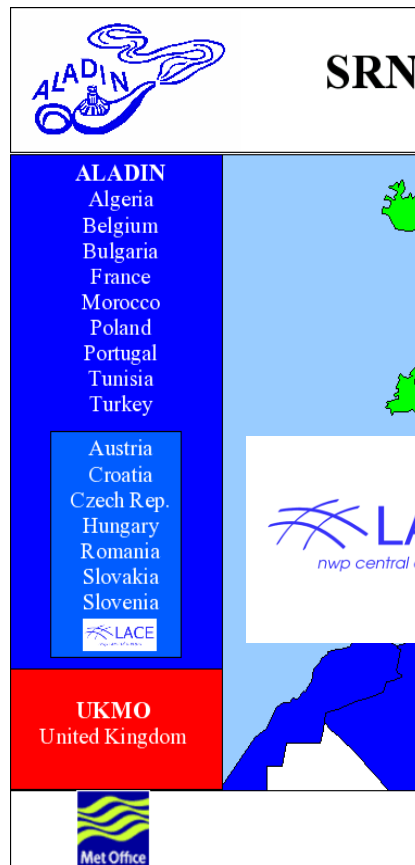 ALADIN
SRN
ALADIN
Algeria
Belgium
Bulgaria
France
Morocco
Poland
Portugal
Tunisia
Turkey
Austria
Croatia
Czech Rep.
Hungary
Romania
Slovakia
Slovenia
LACE
LA
nwp central
UKMO
United Kingdom
Met Office